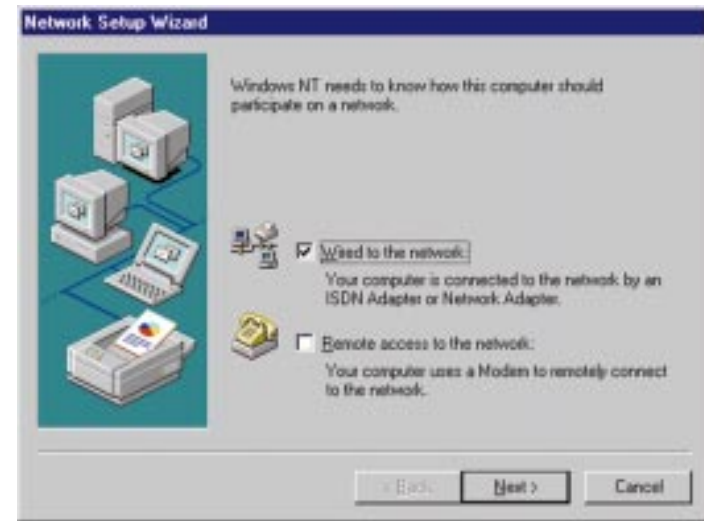 Network Setup Wizard
Windows NT needs to know how this computer should
participate on a network.
Wired to the network:
Your computer is connected to the network by an
ISDN Adapter or Network Adapter.
Remote access to the network:
Your computer uses a Modem to remotely connect
to the network.
< Back
Next >
Cancel